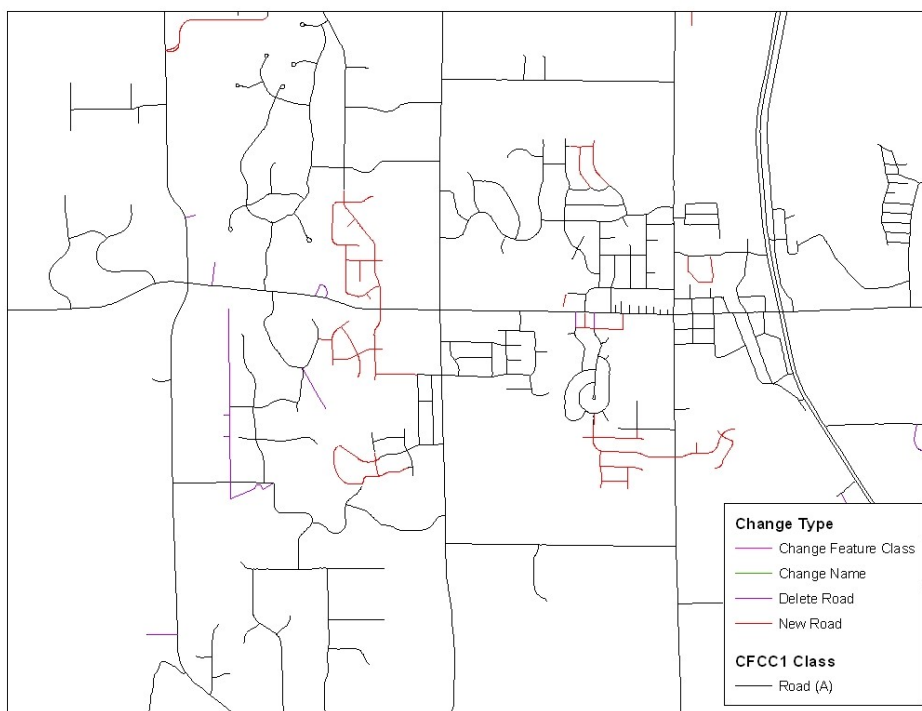 Change Type
Change Feature Class
Change Name
Delete Road
New Road
CFCC1 Class
Road (A)